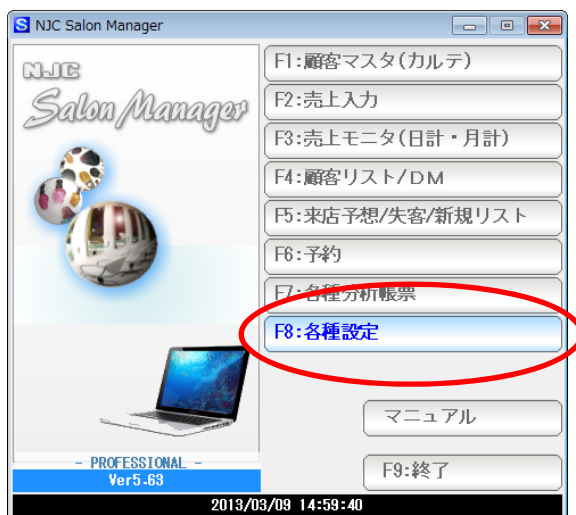 NJC Salon Manager
NJC
Salon Manager
F1:顧客マスタ(カルテ)
F2:売上入力
F3:売上モニタ(日計・月計)
F4:顧客リスト/DM
F5:来店予想/失客/新規リスト
F6:予約
F7:各種分析帳票
F8:各種設定
マニュアル
F9:終了
- PROFESSIONAL -
Ver5.63
2013/03/09 14:59:40